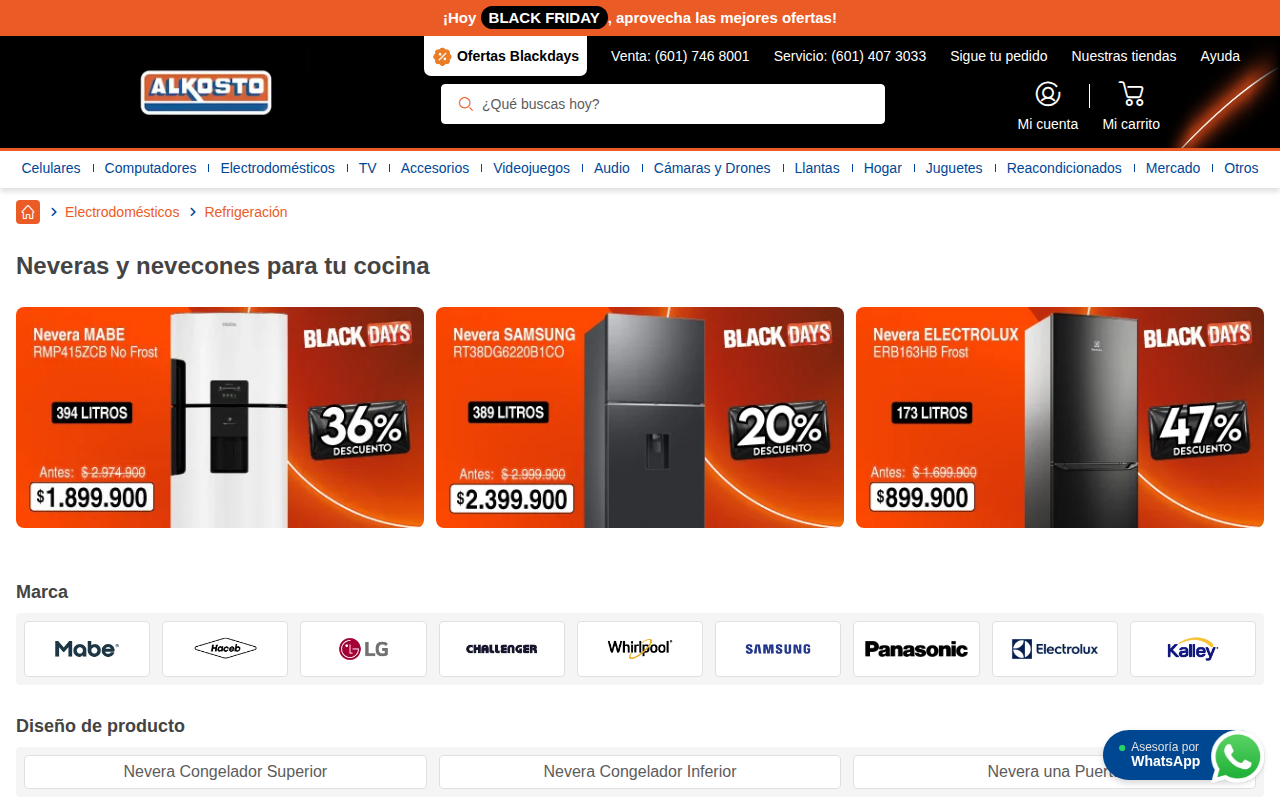 ¡Hoy BLACK FRIDAY, aprovecha las mejores ofertas!
Ofertas Blackdays
Venta: (601) 746 8001
Servicio: (601) 407 3033
Sigue tu pedido
Nuestras tiendas
Ayuda
ALKOSTO
¿Qué buscas hoy?
Mi cuenta
Mi carrito
Celulares
Computadores
Electrodomésticos
TV
Accesorios
Videojuegos
Audio
Cámaras y Drones
Llantas
Hogar
Juguetes
Reacondicionados
Mercado
Otros
Electrodomésticos
Refrigeración
Neveras y nevecones para tu cocina
Nevera MABE
RMP415ZCB No Frost
BLACK DAYS
394 LITROS
36%
DESCUENTO
Antes: $ 2.974.900
$1.899.900
Nevera SAMSUNG
RT38DG6220B1CO
BLACK DAYS
389 LITROS
20%
DESCUENTO
Antes: $ 2.999.900
$2.399.900
Nevera ELECTROLUX
ERB163HB Frost
BLACK DAYS
173 LITROS
47%
DESCUENTO
Antes: $ 1.699.900
$899.900
Marca
Mabe
Haceb
LG
CHALLENGER
Whirlpool
SAMSUNG
Panasonic
Electrolux
Kalley
Diseño de producto
Nevera Congelador Superior
Nevera Congelador Inferior
Nevera una Puer
Asesoría por
WhatsApp